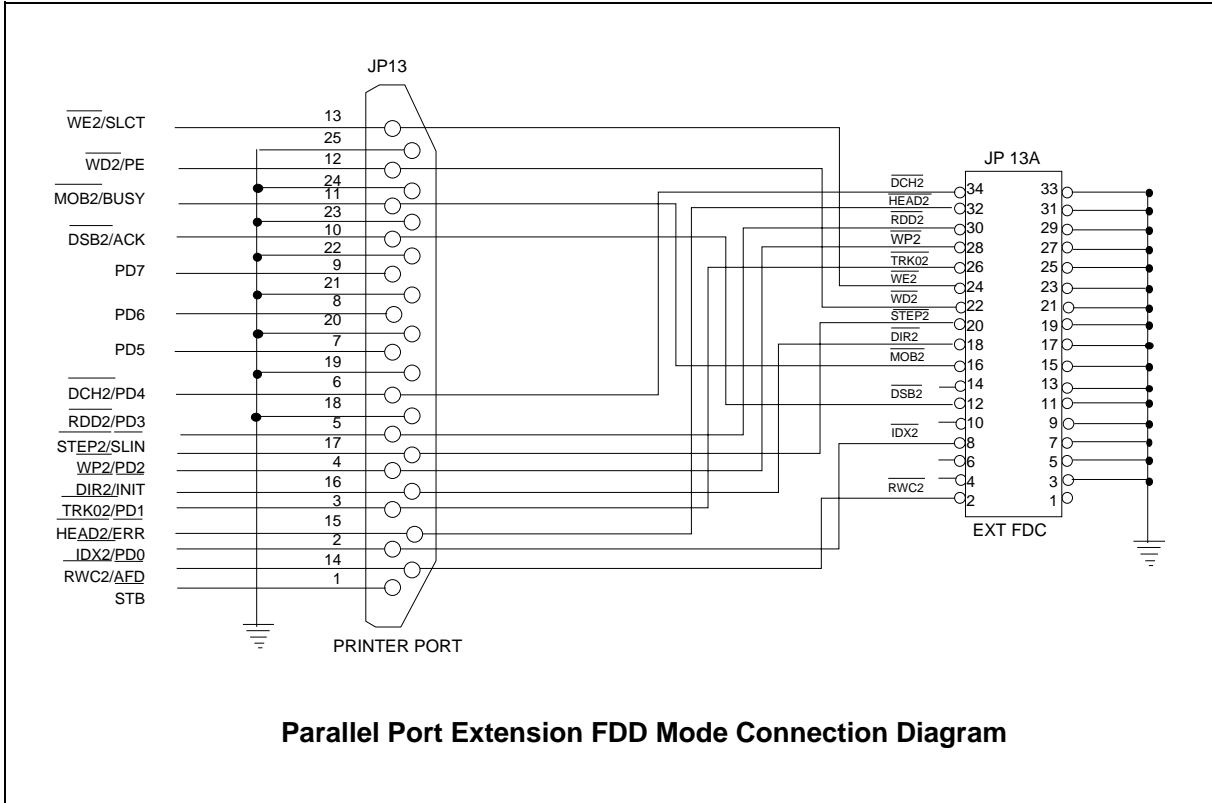 JP13
WE2/SLCT
13
25
WD2/PE
12
24
MOB2/BUSY
11
23
DSB2/ACK
10
22
PD7
9
21
PD6
8
20
PD5
7
19
DCH2/PD4
6
18
RDD2/PD3
5
STEP2/SLIN
17
WP2/PD2
4
DIR2/INIT
16
TRK02/PD1
3
HEAD2/ERR
15
IDX2/PD0
2
RWC2/AFD
14
STB
1
PRINTER PORT
JP 13A
DCH2
34
33
HEAD2
32
31
RDD2
30
29
WP2
28
27
TRK02
26
25
WE2
24
23
WD2
22
21
STEP2
20
19
DIR2
18
17
MOB2
16
15
14
13
DSB2
12
11
10
9
IDX2
8
7
6
5
4
3
RWC2
2
1
EXT FDC
Parallel Port Extension FDD Mode Connection Diagram